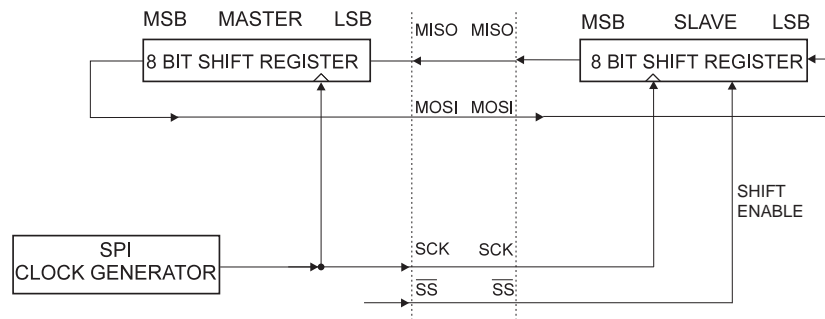 MSB MASTER LSB
MISO MISO
MSB SLAVE LSB
8 BIT SHIFT REGISTER
8 BIT SHIFT REGISTER
MOSI MOSI
SHIFT
ENABLE
SPI
CLOCK GENERATOR
SCK SCK
SS SS